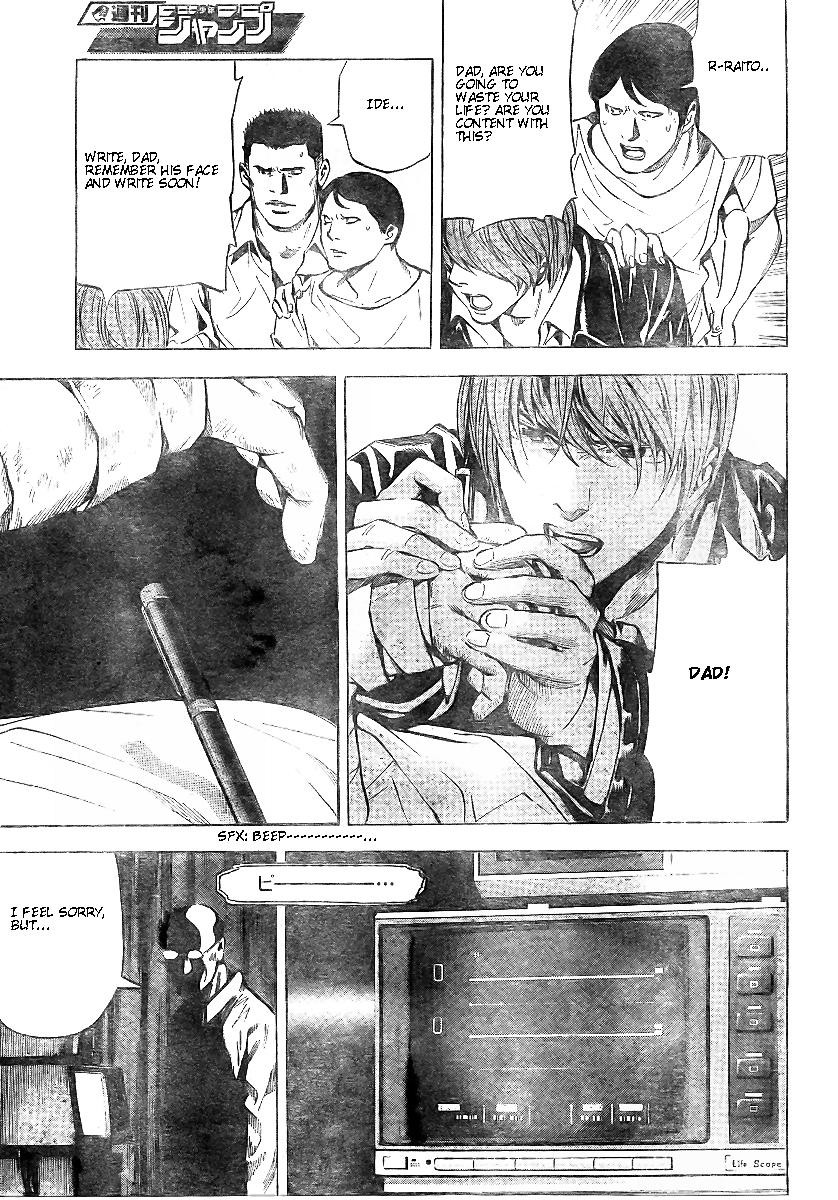 週刊
少年
ジャンプ
R-RAITO..
DAD, ARE YOU
GOING TO
WASTE YOUR
LIFE? ARE YOU
CONTENT WITH
THIS?
IDE...
WRITE, DAD,
REMEMBER HIS FACE
AND WRITE SOON!
DAD!
SFX: BEEP-----------...
ピ――――――…
0
0
Life Scope
I FEEL SORRY,
BUT...